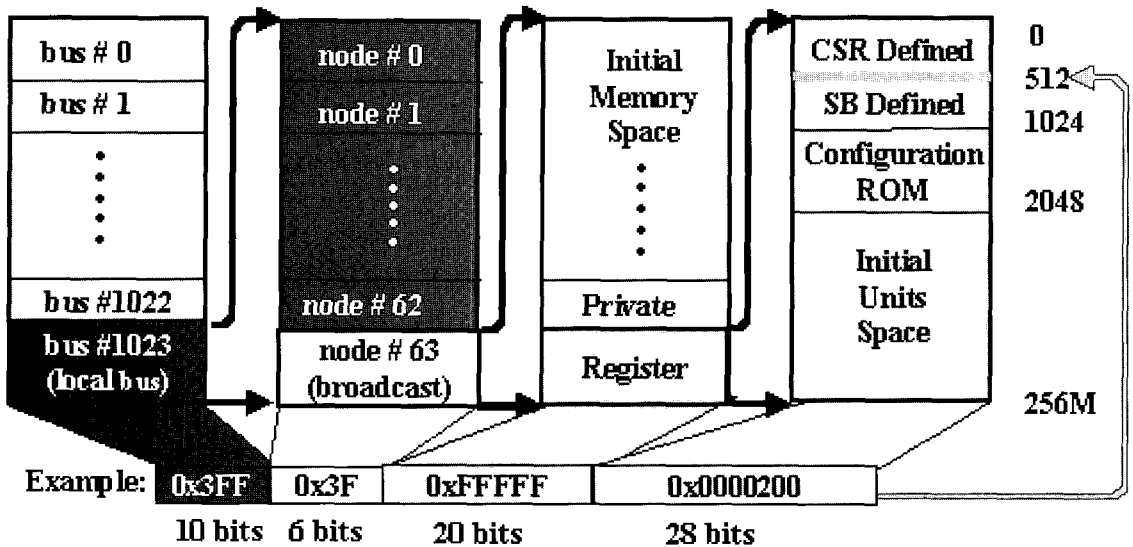 bus # 0
bus # 1
bus #1022
bus #1023
(local bus)
node # 0
node # 1
node # 62
node # 63
(broadcast)
Initial
Memory
Space
Private
Register
CSR Defined
SB Defined
Configuration
ROM
Initial
Units
Space
0
512
1024
2048
256M
Example: 0x3FF 0x3F 0xFFFFF 0x0000200
10 bits 6 bits 20 bits 28 bits